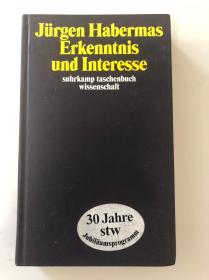 Jürgen Habermas
Erkenntnis
und Interesse
suhrkamp taschenbuch
wissenschaft
30 Jahre
stw
Jubiläumsprogramm